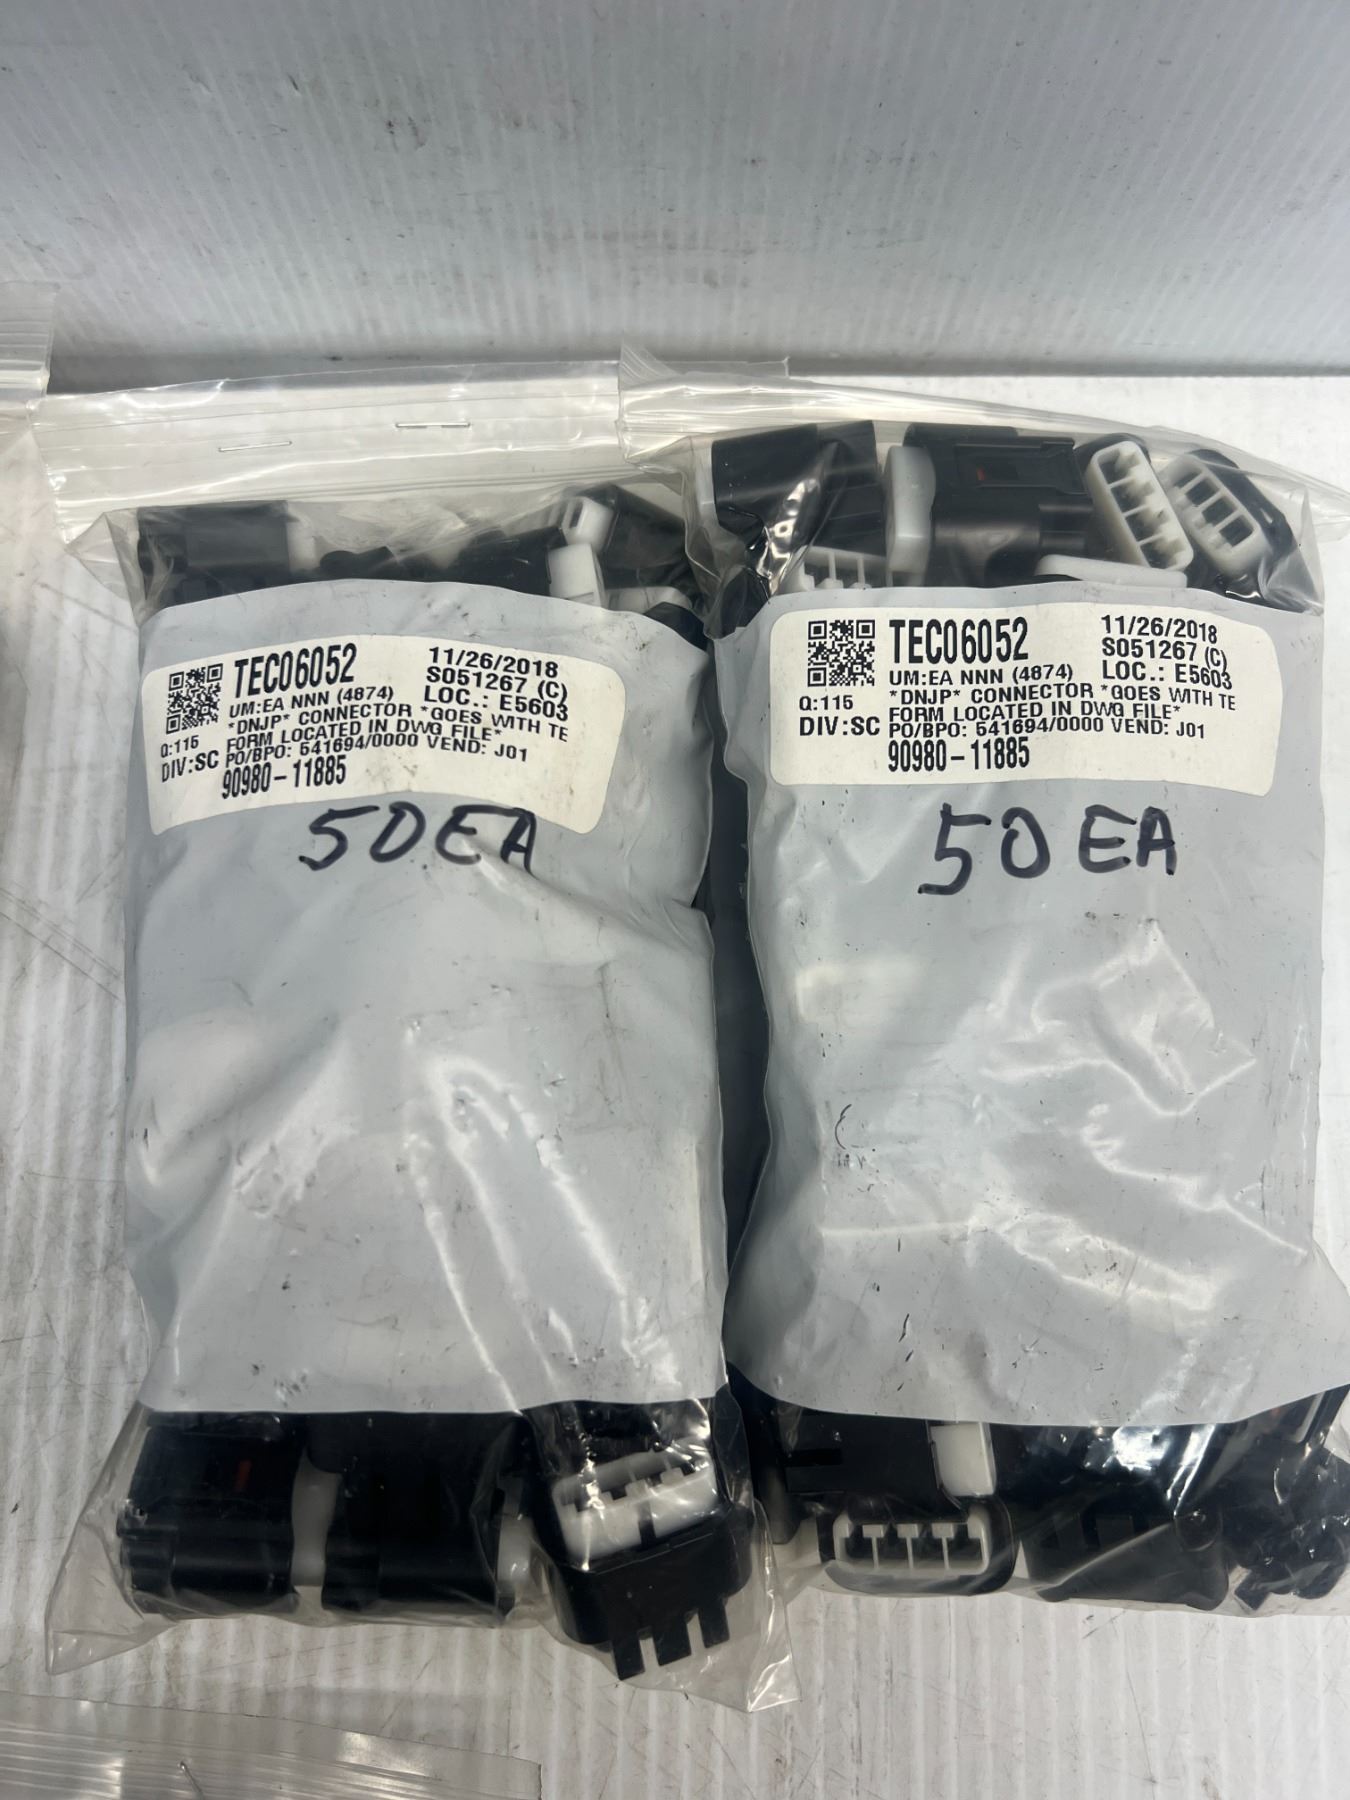 TEC06052
11/26/2018
S051267 (C)
UM:EA NNN (4874)
LOC.: E5603
Q:115
*DNJP* CONNECTOR *GOES WITH TE
FORM LOCATED IN DWG FILE*
DIV:SC
PO/BPO: 541694/0000 VEND: J01
90980-11885
50EA
TEC06052
11/26/2018
S051267 (C)
UM:EA NNN (4874)
LOC.: E5603
Q:115
*DNJP* CONNECTOR *GOES WITH TE
FORM LOCATED IN DWG FILE*
DIV:SC
PO/BPO: 541694/0000 VEND: J01
90980-11885
50EA